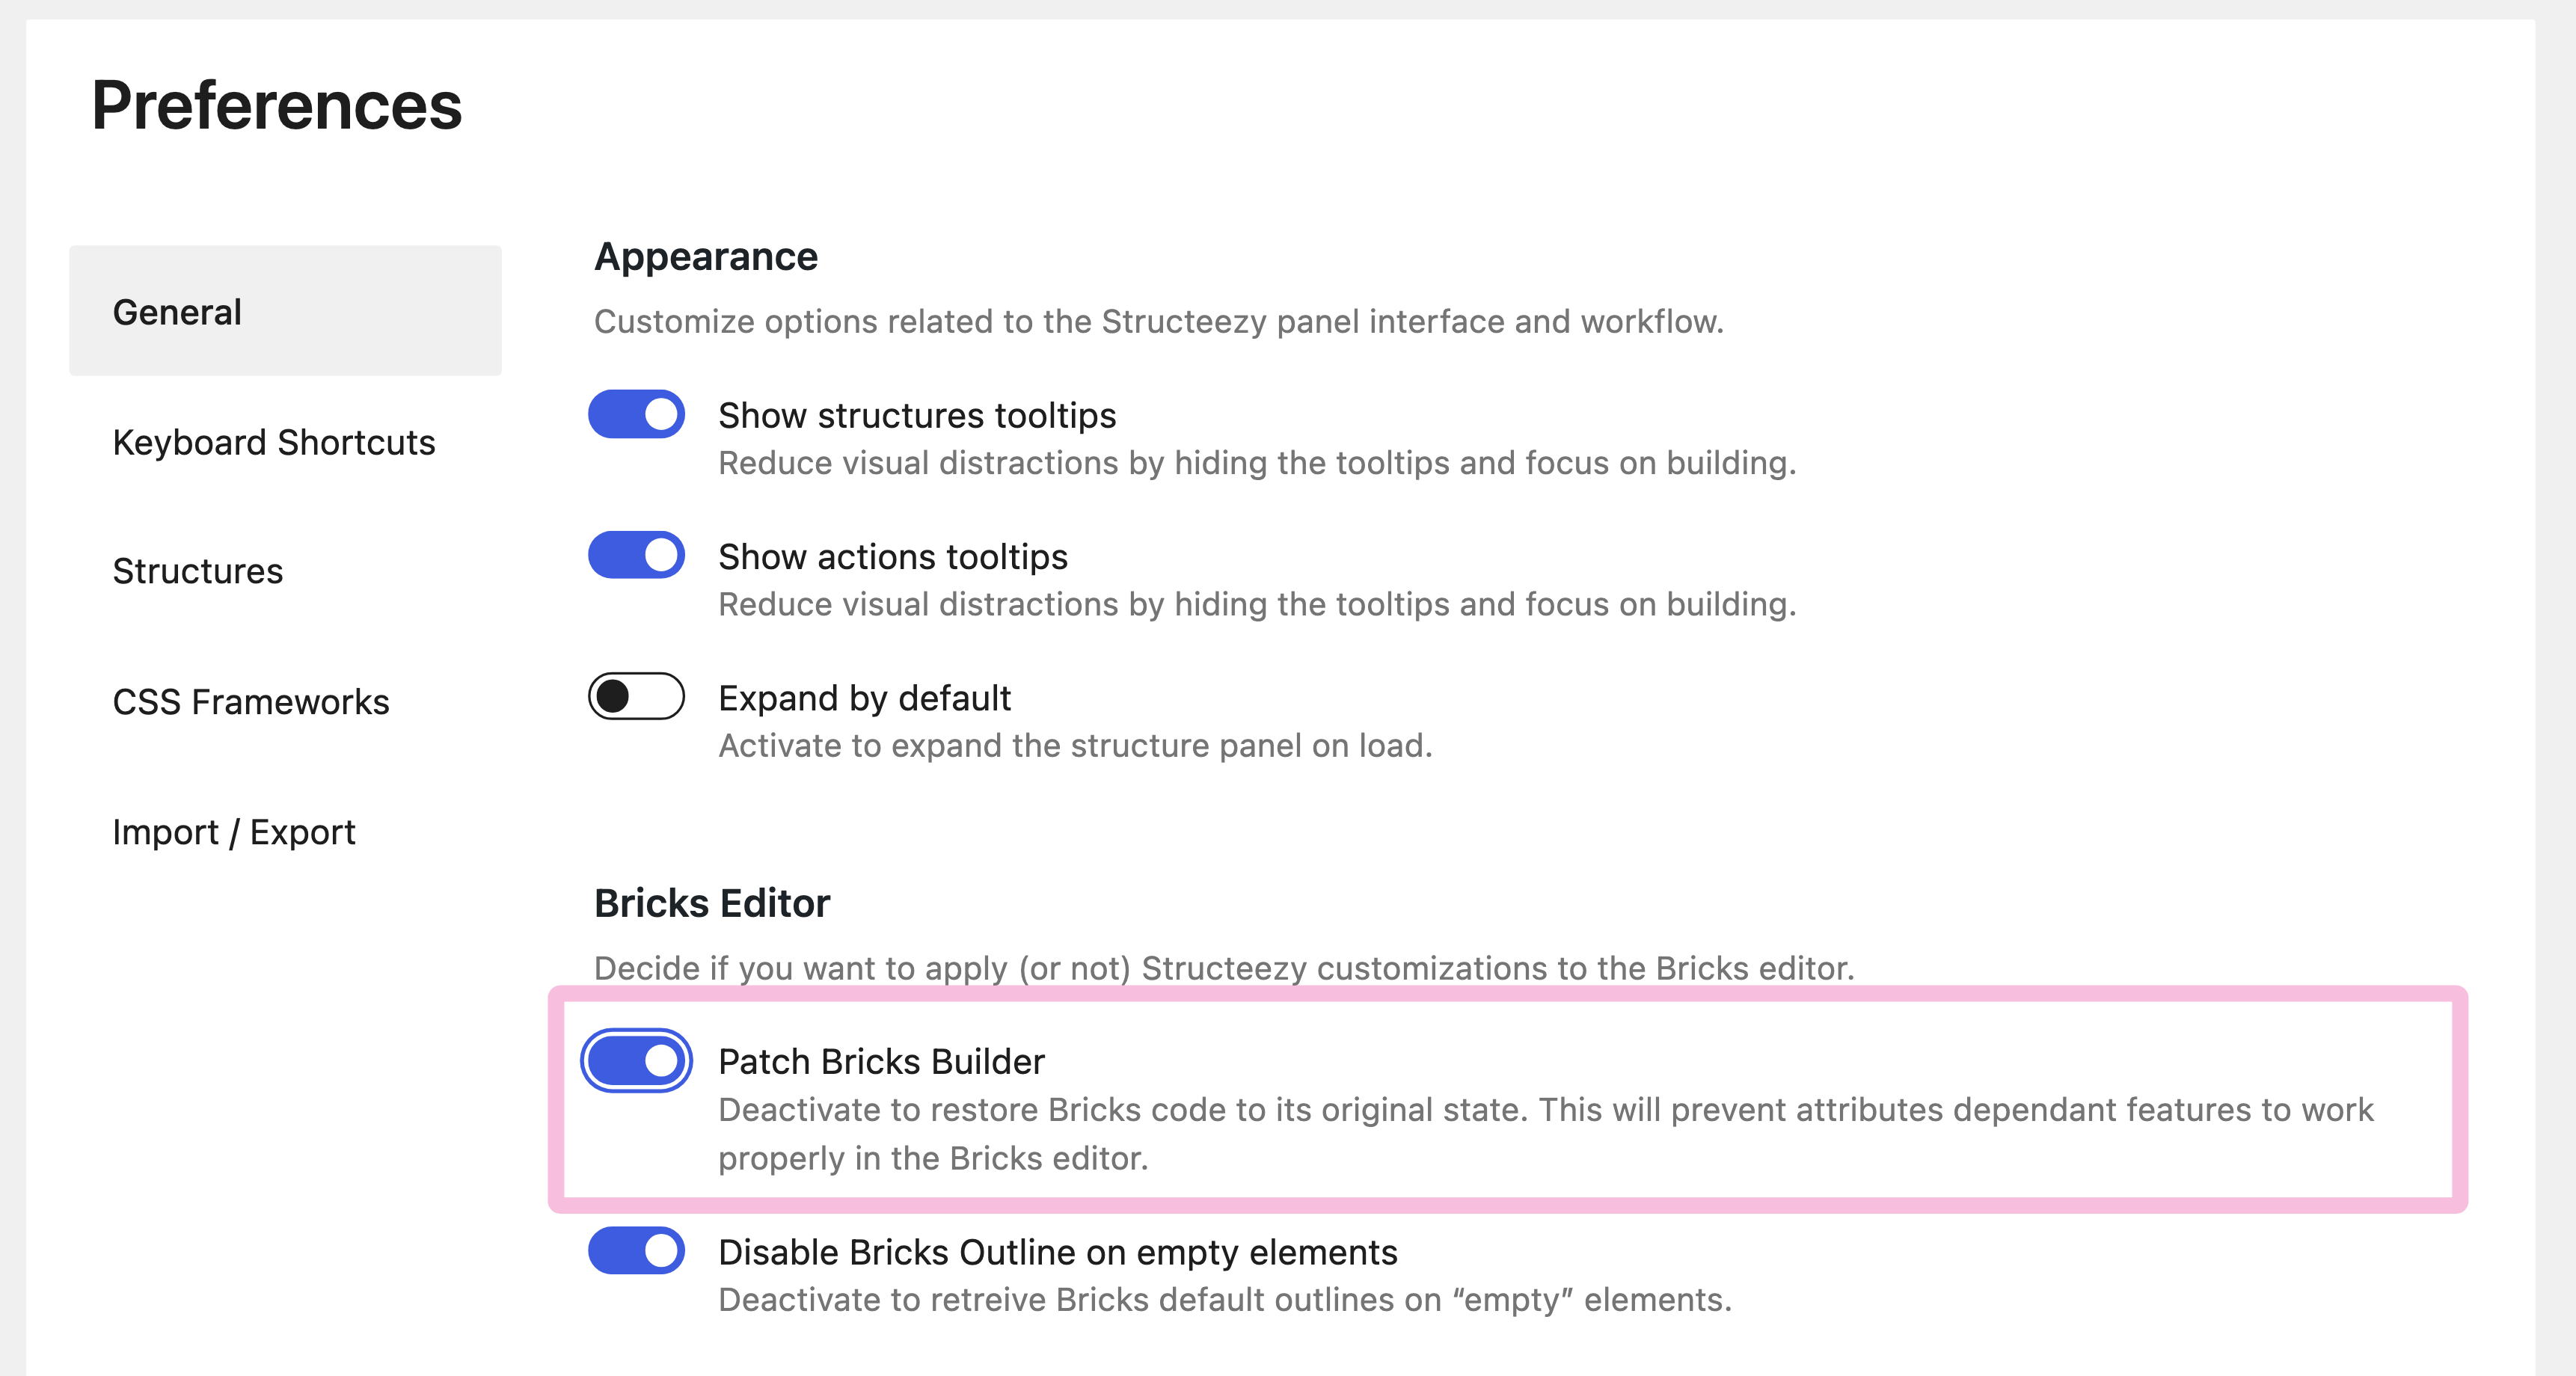 Preferences
General
Keyboard Shortcuts
Structures
CSS Frameworks
Import / Export
Appearance
Customize options related to the Structeezy panel interface and workflow.
Show structures tooltips
Reduce visual distractions by hiding the tooltips and focus on building.
Show actions tooltips
Reduce visual distractions by hiding the tooltips and focus on building.
Expand by default
Activate to expand the structure panel on load.
Bricks Editor
Decide if you want to apply (or not) Structeezy customizations to the Bricks editor.
Patch Bricks Builder
Deactivate to restore Bricks code to its original state. This will prevent attributes dependant features to work
properly in the Bricks editor.
Disable Bricks Outline on empty elements
Deactivate to retreive Bricks default outlines on “empty” elements.